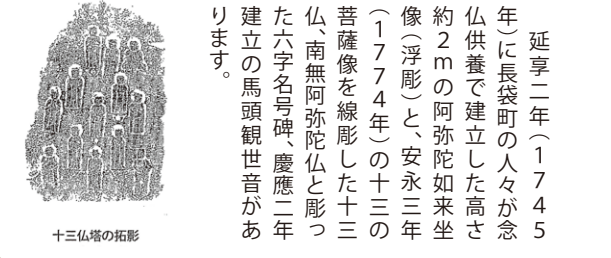 延享二年（1745
年）に長袋町の人々が念
仏供養で建立した高さ
約2mの阿弥陀如来坐
像（浮彫）と、安永三年
（1774年）の十三の
菩薩像を線彫した十三
仏、南無阿弥陀仏と彫っ
た六字名号碑、慶應二年
建立の馬頭観世音があ
ります。
十三仏塔の拓影